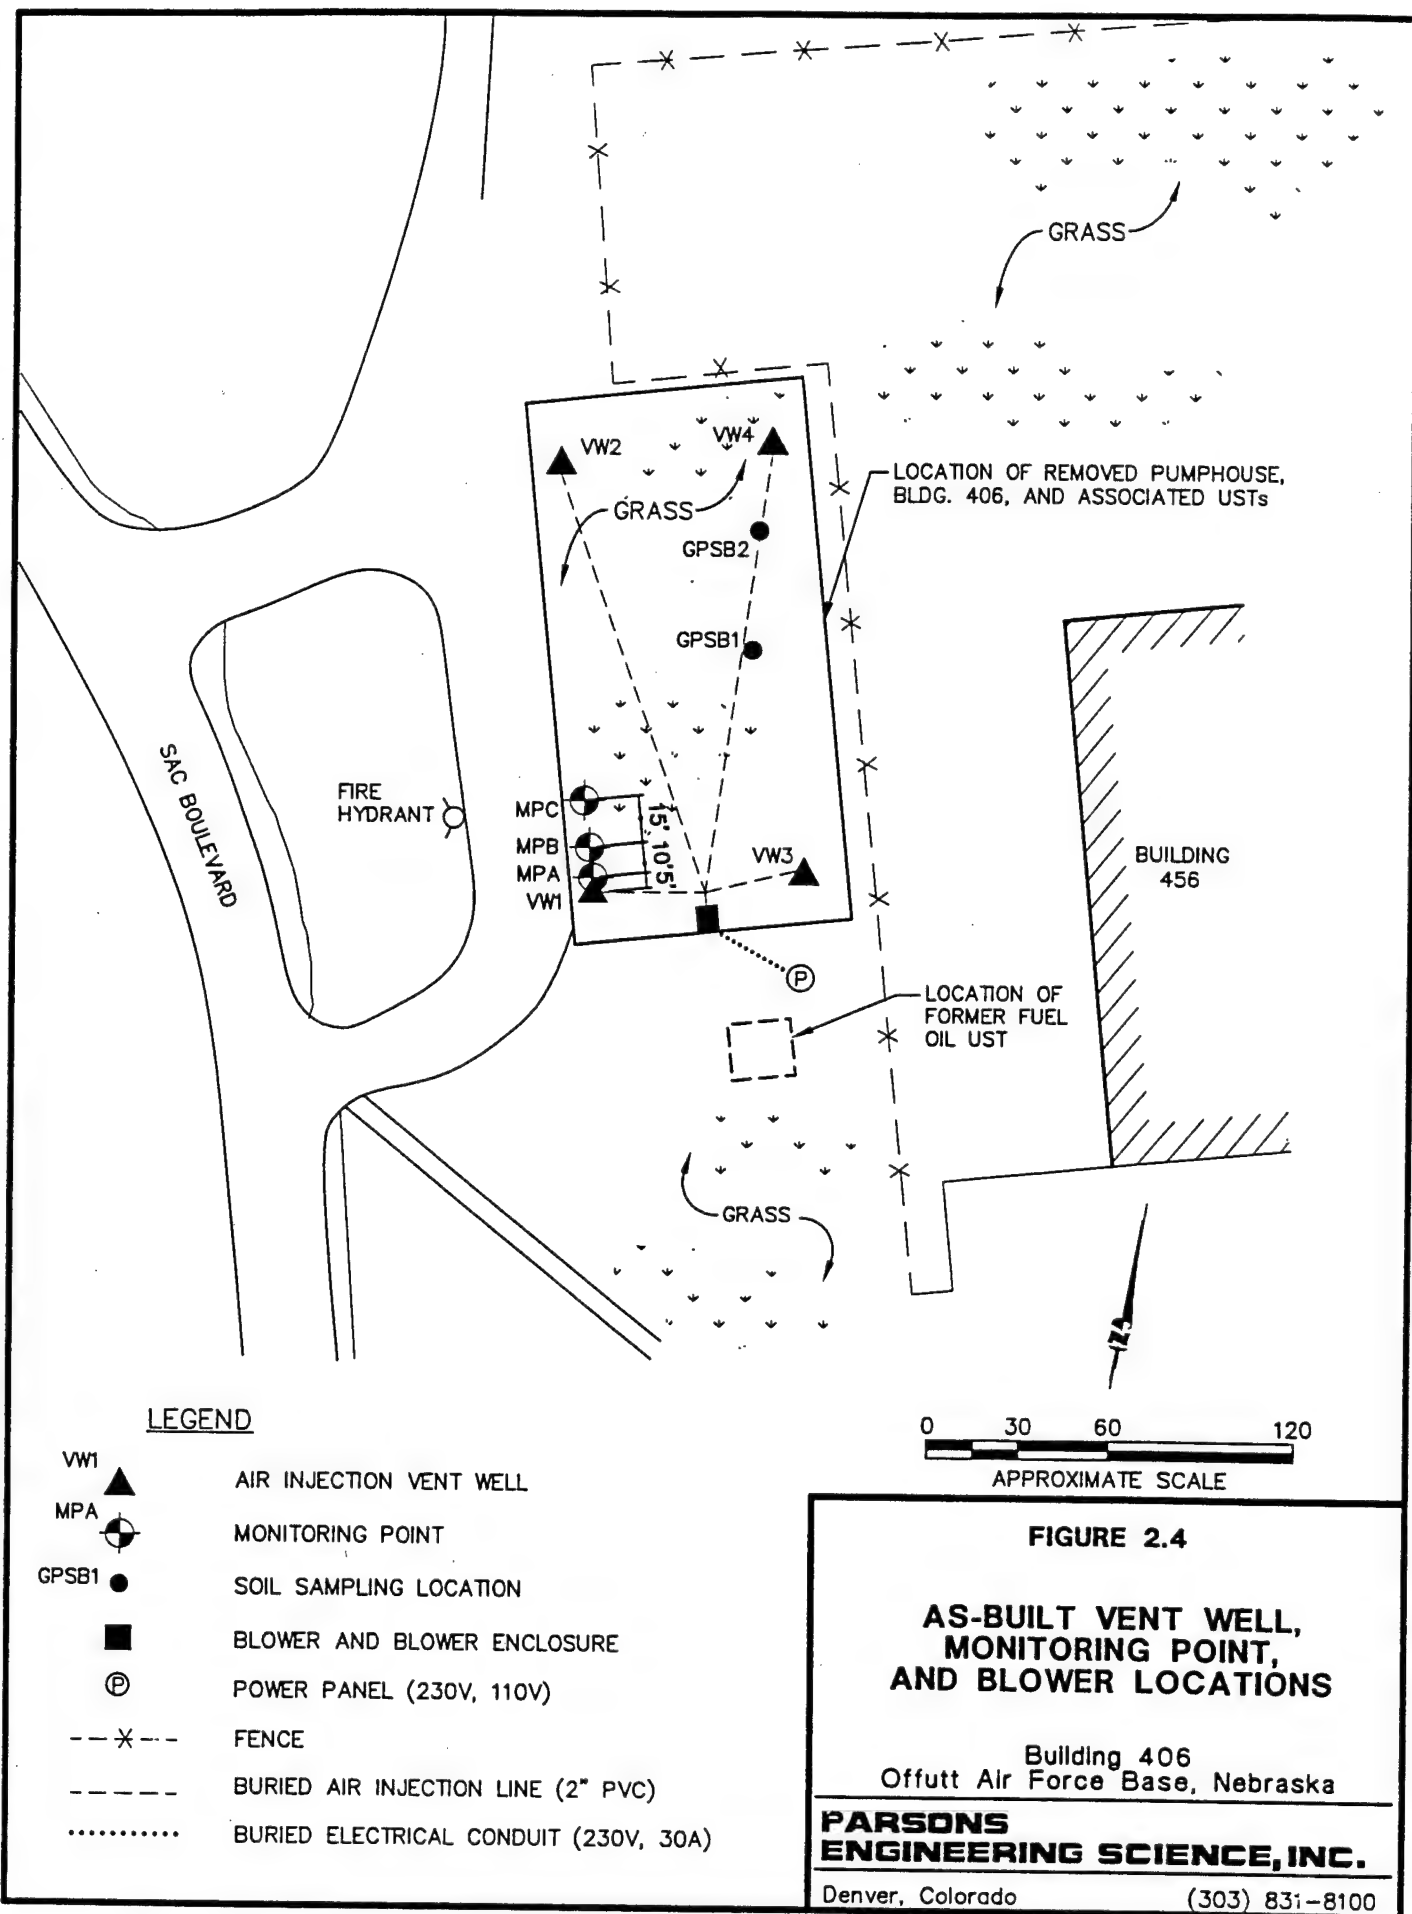 GRASS
VW2
VW4
LOCATION OF REMOVED PUMPHOUSE,
BLDG. 406, AND ASSOCIATED USTs
GRASS
GPSB2
GPSB1
SAC BOULEVARD
FIRE
HYDRANT
MPC
MPB
MPA
VW1
15'
10'
5'
VW3
BUILDING
456
P
LOCATION OF
FORMER FUEL
OIL UST
GRASS
N
LEGEND
VW1
AIR INJECTION VENT WELL
MPA
MONITORING POINT
GPSB1
SOIL SAMPLING LOCATION
BLOWER AND BLOWER ENCLOSURE
P
POWER PANEL (230V, 110V)
FENCE
BURIED AIR INJECTION LINE (2" PVC)
BURIED ELECTRICAL CONDUIT (230V, 30A)
0 30 60 120
APPROXIMATE SCALE
FIGURE 2.4
AS-BUILT VENT WELL,
MONITORING POINT,
AND BLOWER LOCATIONS
Building 406
Offutt Air Force Base, Nebraska
PARSONS
ENGINEERING SCIENCE, INC.
Denver, Colorado (303) 831-8100